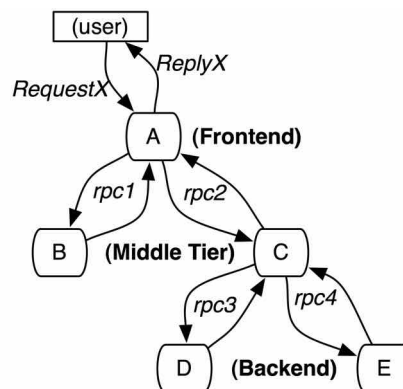 (user)
RequestX
ReplyX
A
(Frontend)
rpc1
rpc2
B
(Middle Tier)
C
rpc3
rpc4
D
(Backend)
E